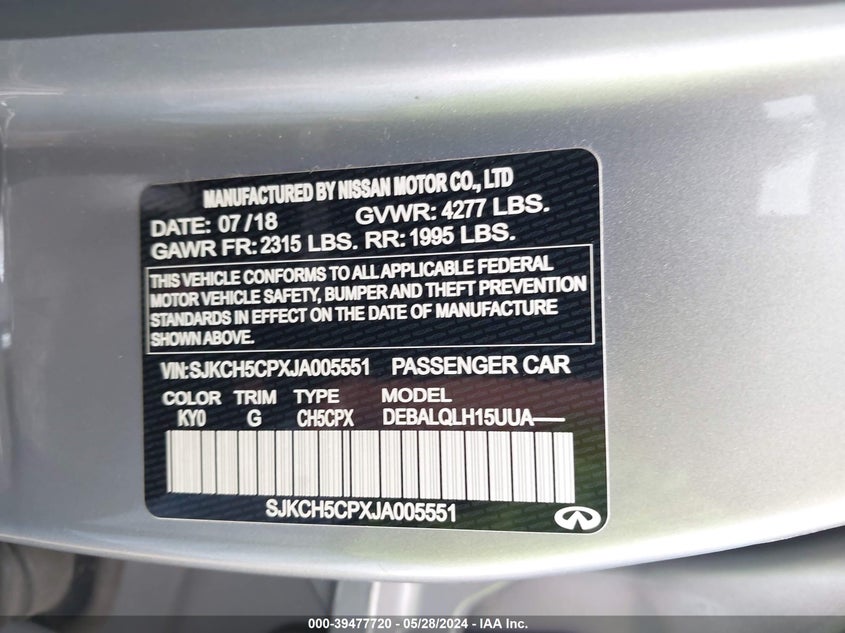 MANUFACTURED BY NISSAN MOTOR CO., LTD
DATE: 07/18 GVWR: 4277 LBS.
GAWR FR: 2315 LBS. RR: 1995 LBS.
THIS VEHICLE CONFORMS TO ALL APPLICABLE FEDERAL
MOTOR VEHICLE SAFETY, BUMPER AND THEFT PREVENTION
STANDARDS IN EFFECT ON THE DATE OF MANUFACTURE
SHOWN ABOVE.
VIN:SJKCH5CPXJA005551 PASSENGER CAR
COLOR TRIM TYPE MODEL
KY0 G CH5CPX DEBALQLH15UUA—
SJKCH5CPXJA005551
000-39477720 — 05/28/2024 — IAA Inc.